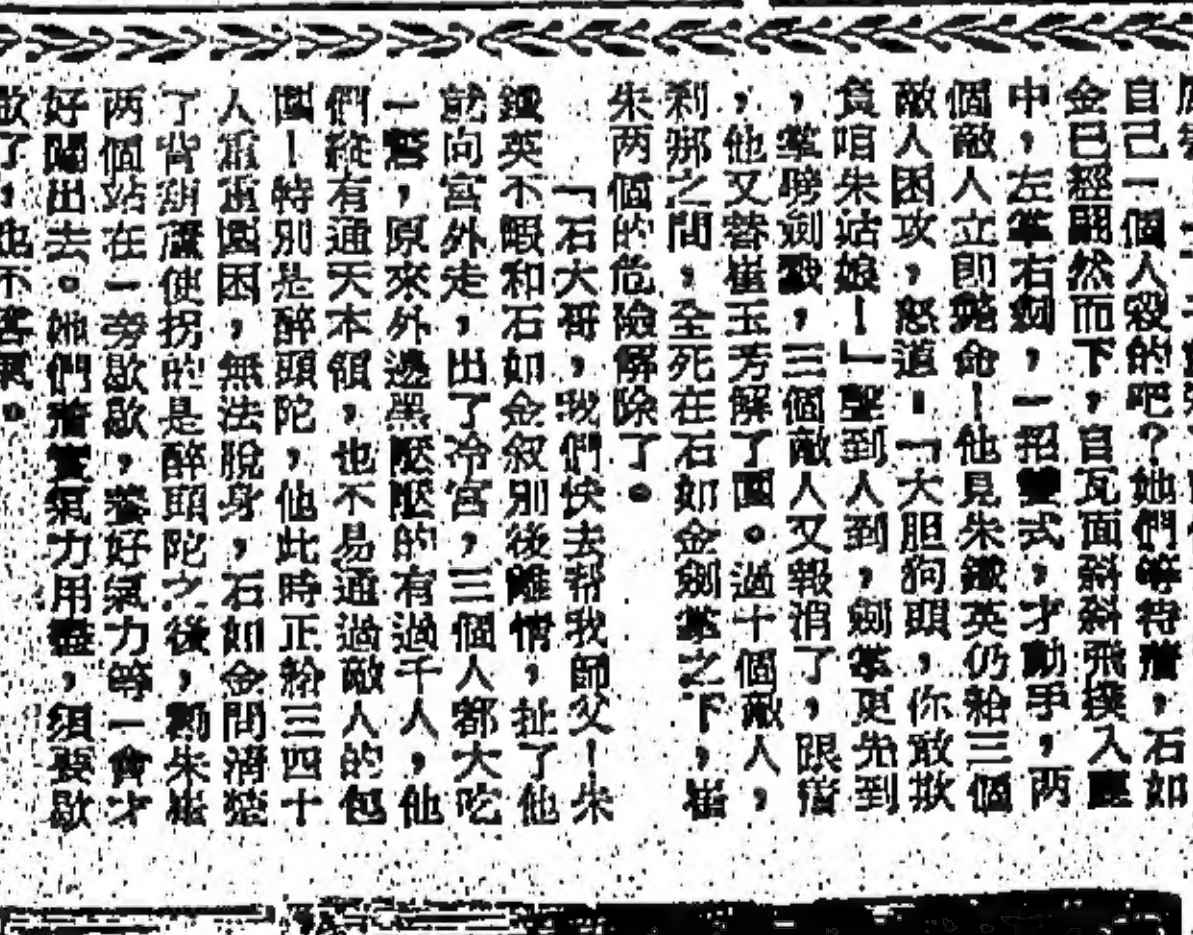 自己一個人殺的吧？她們等待着，石如
金已經翩然而下，自瓦面斜斜飛撲入廳
中，左掌右劍，一招雙式，才動手，两
個敵人立即斃命！他見朱鐵英仍給三個
敵人困攻，怒道：「大胆狗頭，你敢欺
負咱朱姑娘！」聲到人到，劍掌更先到
，掌劈劍戮，三個敵人又報消了，跟着
，他又替崔玉芳解了圍。過十個敵人，
刹那之間，全死在石如金劍掌之下，崔
朱两個的危險解除了。
「石大哥，我們快去帮我師父！朱
鐵英不暇和石如金叙別後離情，扯了他
就向宮外走，出了冷宮，三個人都大吃
一驚，原來外邊黑壓壓的有過千人，他
們縱有通天本領，也不易通過敵人的包
圍！特別是醉頭陀，他此時正給三四十
人重重圍困，無法脫身，石如金問清楚
了背葫蘆使拐的是醉頭陀之後，勸朱崔
两個站在一旁歇歇，養好氣力等一會才
好闖出去。她們確實氣力用盡，須要歇
歇了，也不客氣。